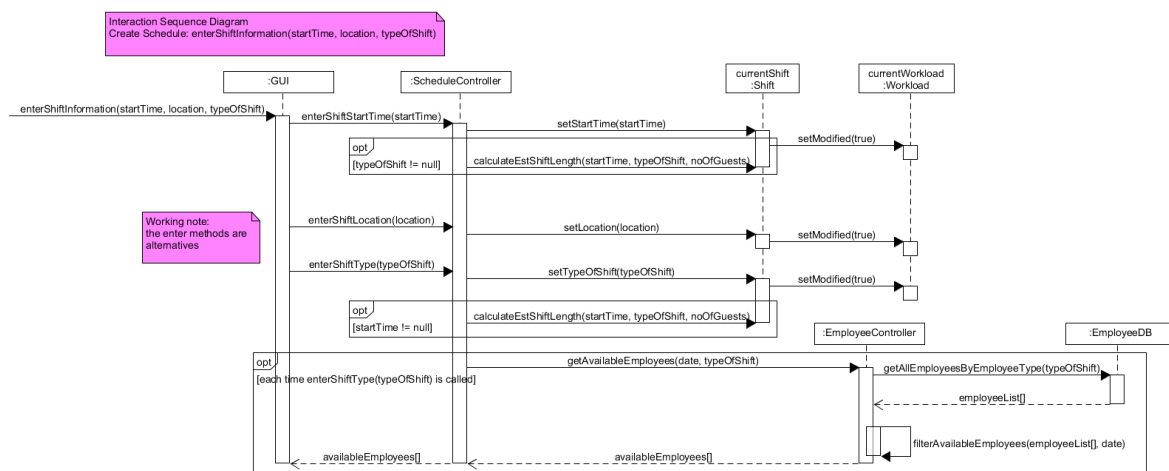 Interaction Sequence Diagram
Create Schedule: enterShiftInformation(startTime, location, typeOfShift)
:GUI
:ScheduleController
currentShift
:Shift
currentWorkload
:Workload
enterShiftInformation(startTime, location, typeOfShift)
enterShiftStartTime(startTime)
setStartTime(startTime)
setModified(true)
opt
[typeOfShift != null]
calculateEstShiftLength(startTime, typeOfShift, noOfGuests)
Working note:
the enter methods are
alternatives
enterShiftLocation(location)
setLocation(location)
setModified(true)
enterShiftType(typeOfShift)
setTypeOfShift(typeOfShift)
setModified(true)
opt
[startTime != null]
calculateEstShiftLength(startTime, typeOfShift, noOfGuests)
:EmployeeController
:EmployeeDB
opt
[each time enterShiftType(typeOfShift) is called]
getAvailableEmployees(date, typeOfShift)
getAllEmployeesByEmployeeType(typeOfShift)
employeeList[]
filterAvailableEmployees(employeeList[], date)
availableEmployees[]
availableEmployees[]